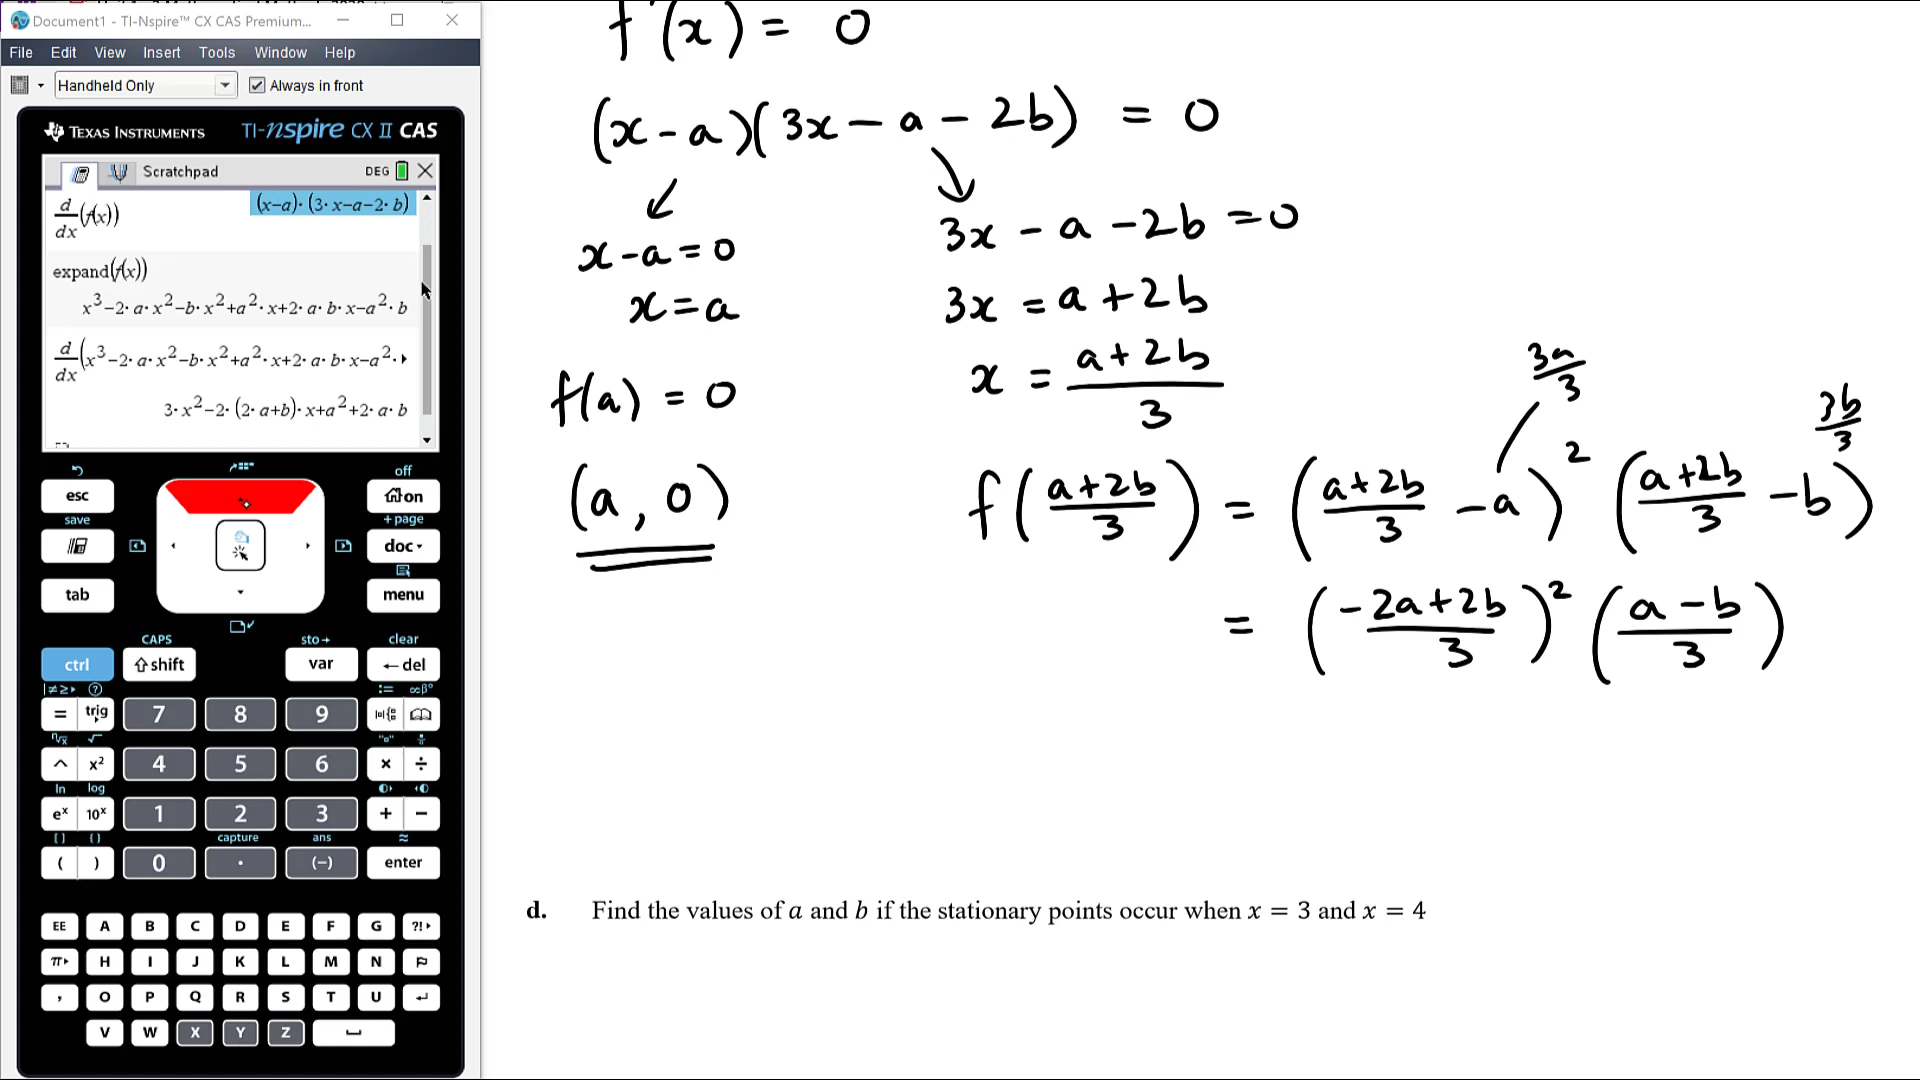 Document1 - TI-Nspire™ CX CAS Premium...
File Edit View Insert Tools Window Help
Handheld Only Always in front
TEXAS INSTRUMENTS TI-nspire CX II CAS
Scratchpad DEG
d/dx(f(x)) (x−a)·(3·x−a−2·b)
expand(f(x))
x³−2·a·x²−b·x²+a²·x+2·a·b·x−a²·b
d/dx(x³−2·a·x²−b·x²+a²·x+2·a·b·x−a²·
3·x²−2·(2·a+b)·x+a²+2·a·b
off
esc on
save + page
doc
tab menu
CAPS sto→ clear
ctrl ⇧shift var ←del
|≠≥▸ ? := ∞β°
= trig 7 8 9
ⁿ√x √
^ x² 4 5 6 × ÷
ln log
eˣ 10ˣ 1 2 3 + −
[ ] { } capture ans ≈
( ) 0 . (−) enter
EE A B C D E F G ?!▸
π▸ H I J K L M N
, O P Q R S T U ↵
V W X Y Z
f'(x) = 0
(x − a)(3x − a − 2b) = 0
x − a = 0
x = a
f(a) = 0
(a, 0)
3x − a − 2b = 0
3x = a + 2b
x = (a + 2b)/3
3a/3
3b/3
f((a+2b)/3) = ((a+2b)/3 − a)² ((a+2b)/3 − b)
= ((−2a+2b)/3)² ((a−b)/3)
d. Find the values of a and b if the stationary points occur when x = 3 and x = 4